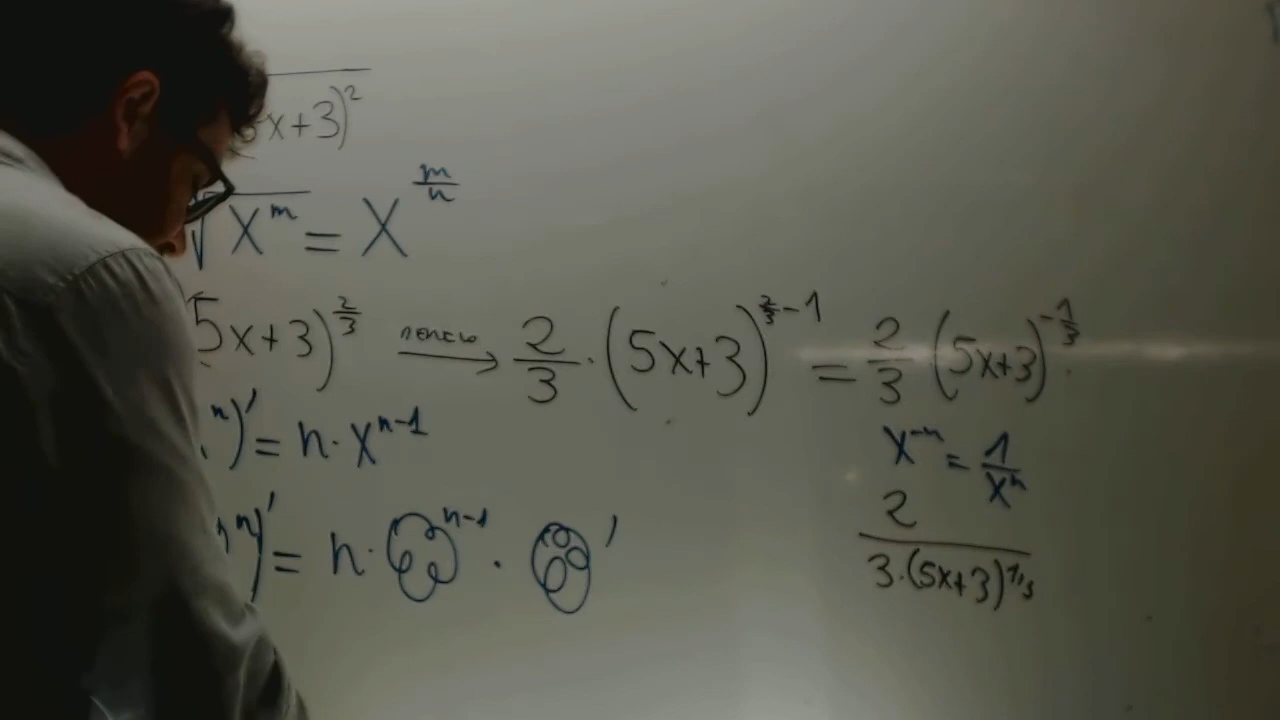 x+3)²
√xᵐ = x^(m/n)
5x+3)^(2/3) → 2/3 · (5x+3)^(2/3 - 1) = 2/3 (5x+3)^(-1/3) ·
ⁿ)' = n · xⁿ⁻¹
x⁻ⁿ = 1/xⁿ
2/(3·(5x+3)^(1/3))
ⁿ)' = n · ⁿ⁻¹ · '